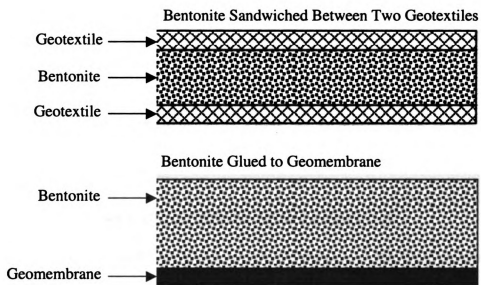 Bentonite Sandwiched Between Two Geotextiles
Geotextile
Bentonite
Geotextile
Bentonite Glued to Geomembrane
Bentonite
Geomembrane